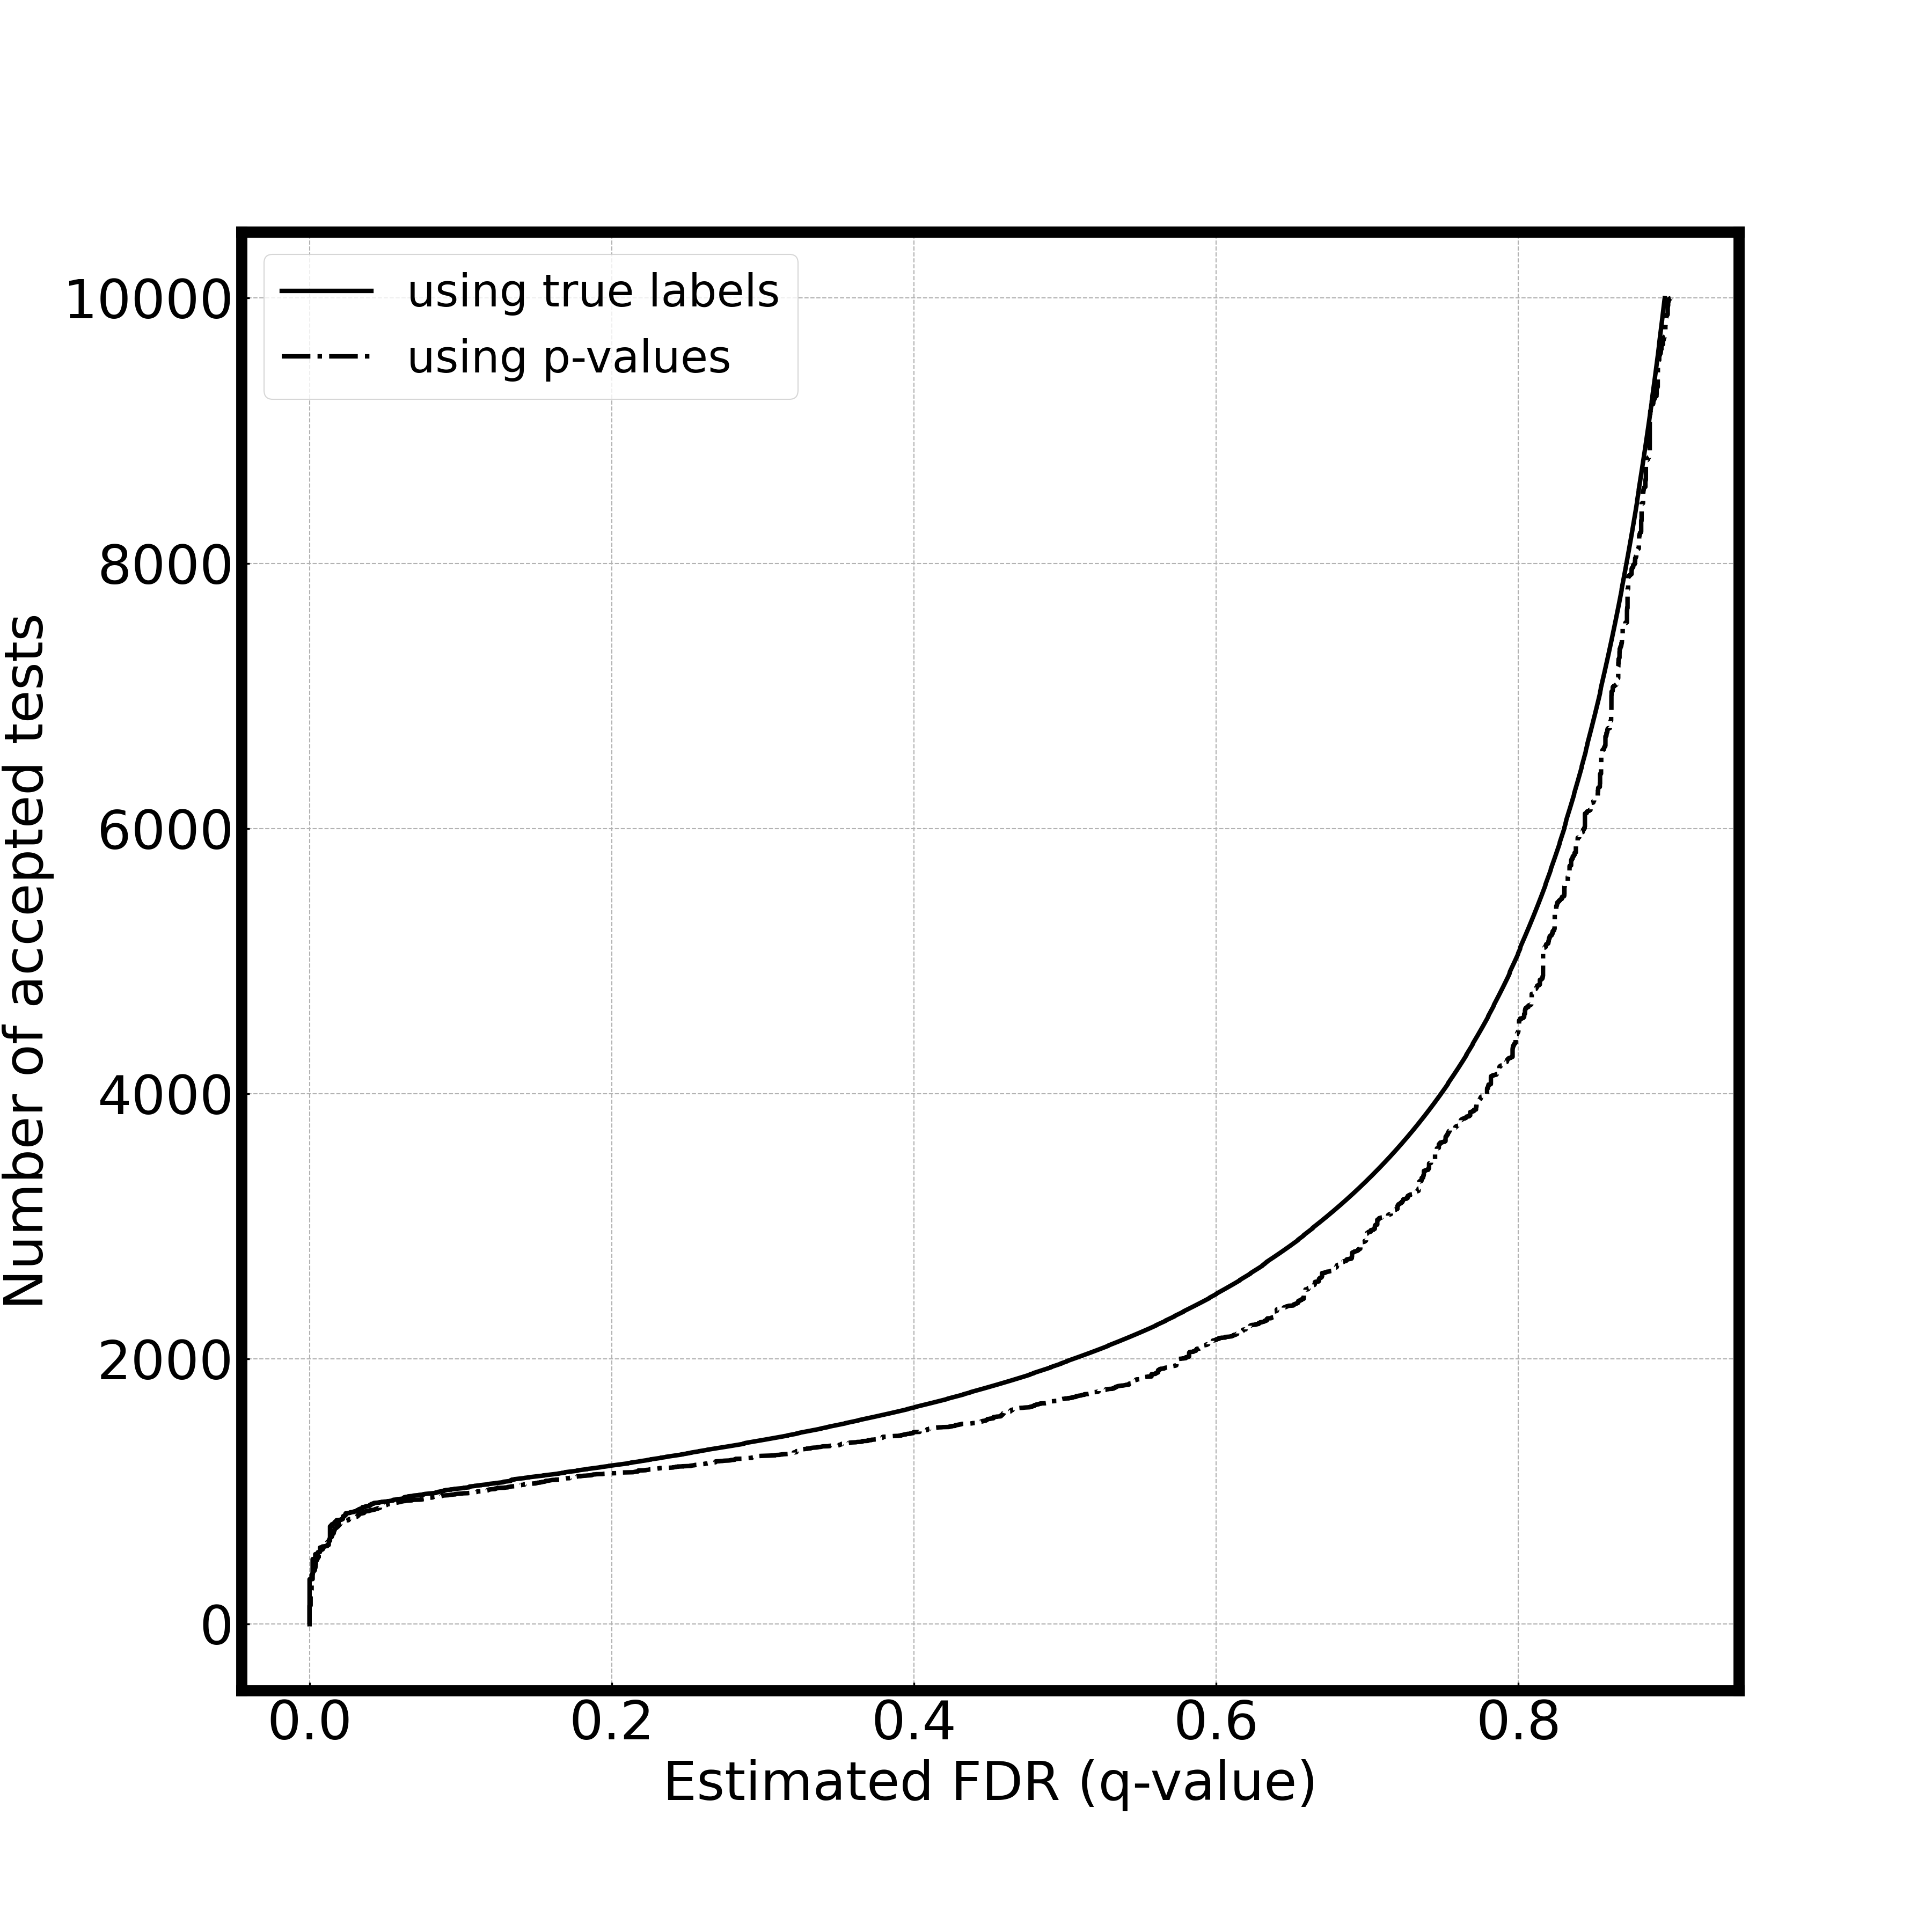 using true labels
using p-values
10000
8000
6000
4000
2000
0
Number of accepted tests
0.0 0.2 0.4 0.6 0.8
Estimated FDR (q-value)